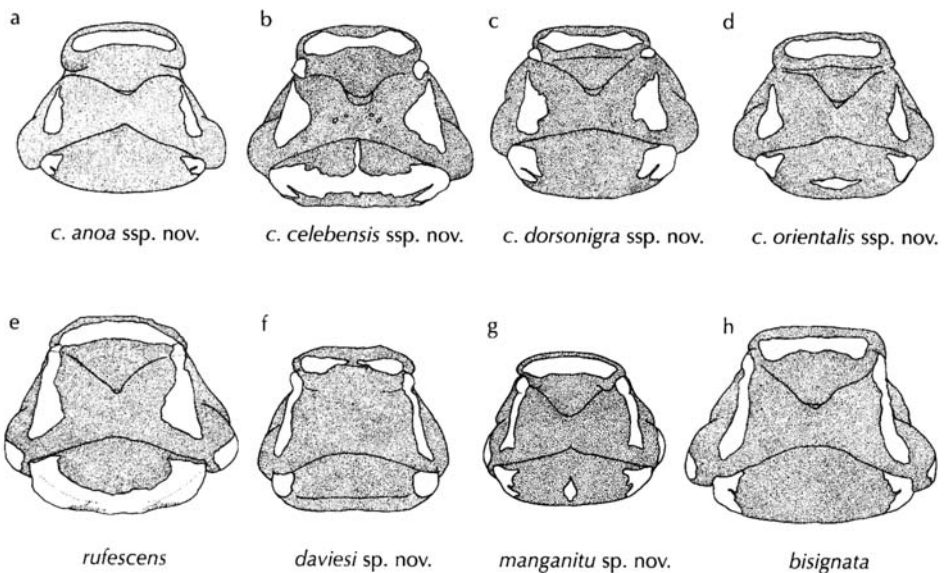 a b c d
c. anoa ssp. nov. c. celebensis ssp. nov. c. dorsonigra ssp. nov. c. orientalis ssp. nov.
e f g h
rufescens daviesi sp. nov. manganitu sp. nov. bisignata